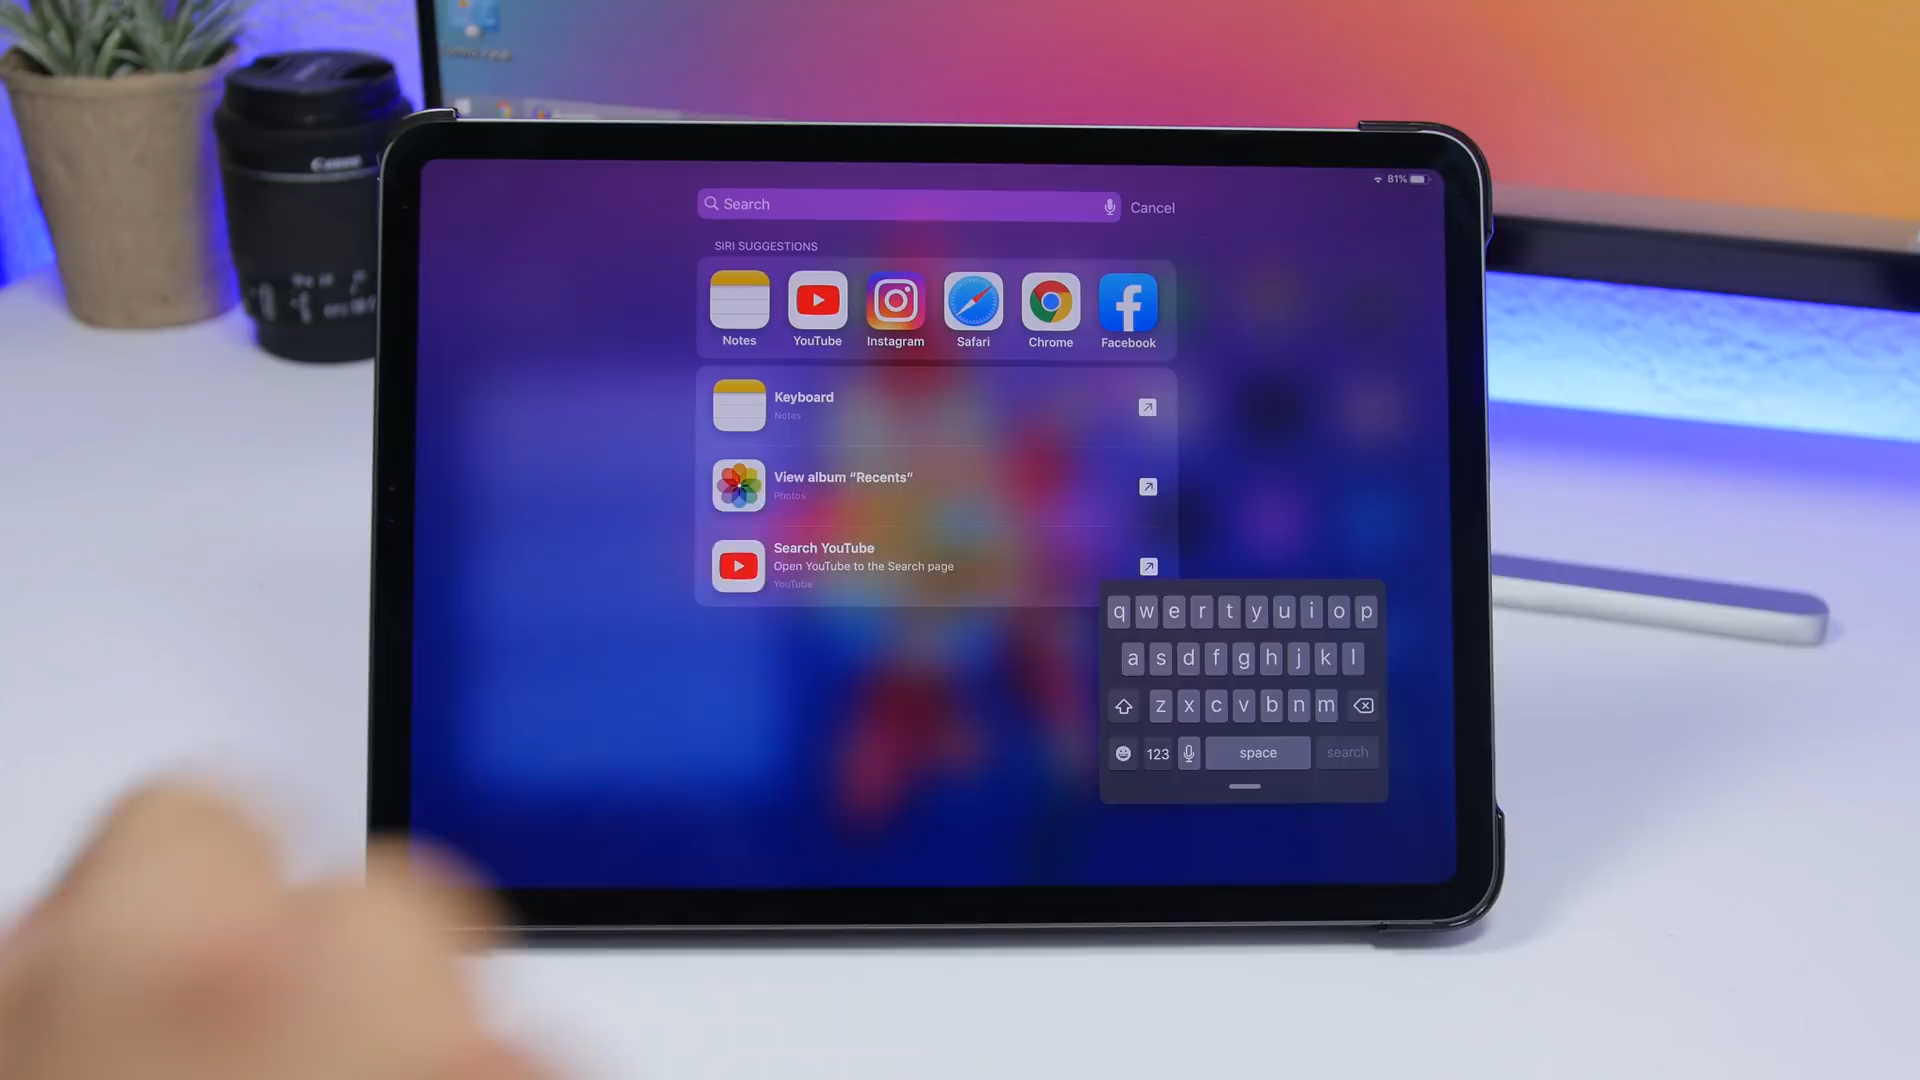 Canon
81%
Search
Cancel
SIRI SUGGESTIONS
Notes
YouTube
Instagram
Safari
Chrome
Facebook
Keyboard
Notes
View album “Recents”
Photos
Search YouTube
Open YouTube to the Search page
YouTube
q w e r t y u i o p
a s d f g h j k l
z x c v b n m
123
space
search